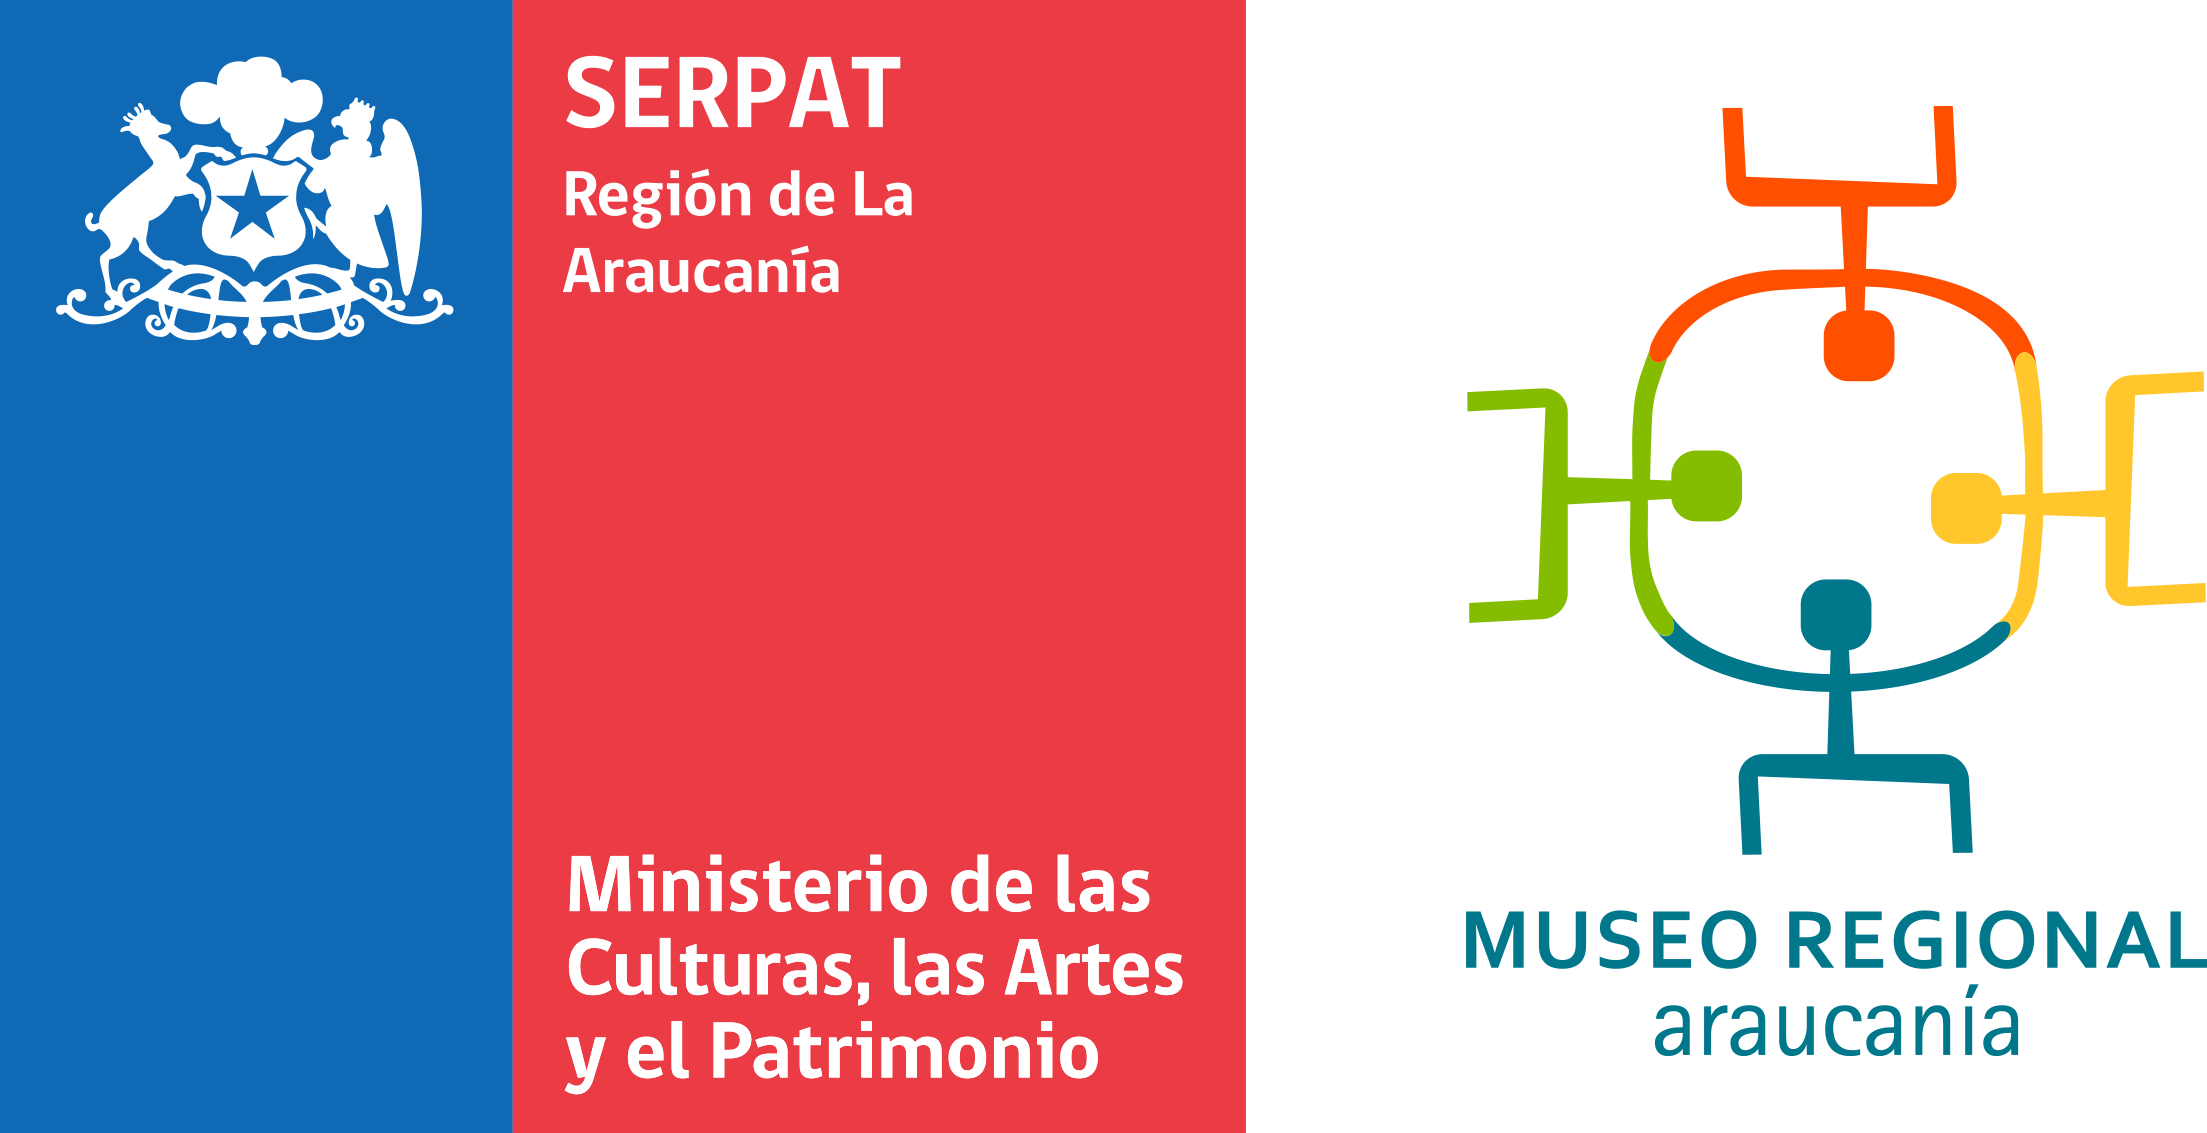 SERPAT
Región de La
Araucanía
Ministerio de las
Culturas, las Artes
y el Patrimonio
MUSEO REGIONAL
araucanía